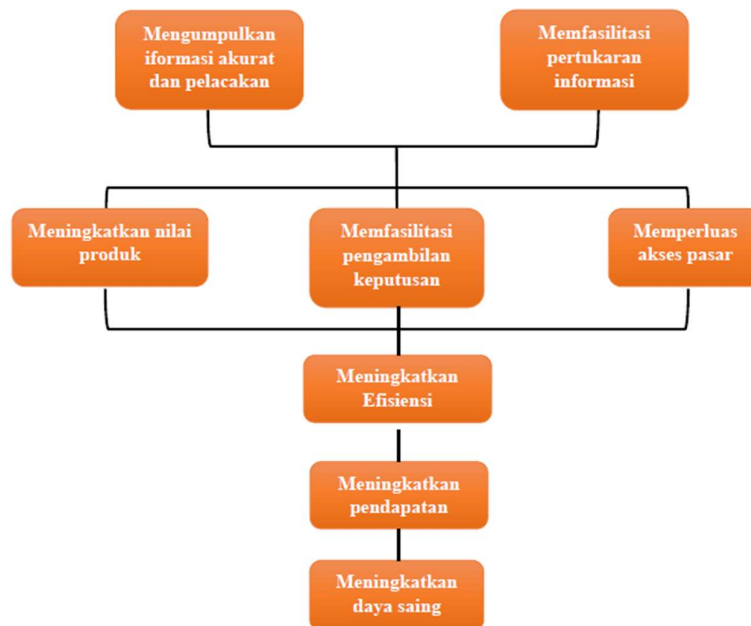 Mengumpulkan
iformasi akurat
dan pelacakan
Memfasilitasi
pertukaran
informasi
Meningkatkan nilai
produk
Memfasilitasi
pengambilan
keputusan
Memperluas
akses pasar
Meningkatkan
Efisiensi
Meningkatkan
pendapatan
Meningkatkan
daya saing